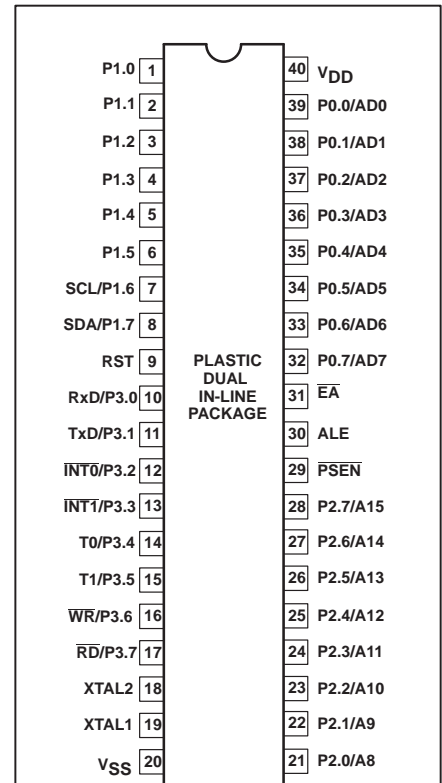 P1.0 1
P1.1 2
P1.2 3
P1.3 4
P1.4 5
P1.5 6
SCL/P1.6 7
SDA/P1.7 8
RST 9
RxD/P3.0 10
TxD/P3.1 11
INT0/P3.2 12
INT1/P3.3 13
T0/P3.4 14
T1/P3.5 15
WR/P3.6 16
RD/P3.7 17
XTAL2 18
XTAL1 19
VSS 20
PLASTIC
DUAL
IN-LINE
PACKAGE
40 VDD
39 P0.0/AD0
38 P0.1/AD1
37 P0.2/AD2
36 P0.3/AD3
35 P0.4/AD4
34 P0.5/AD5
33 P0.6/AD6
32 P0.7/AD7
31 EA
30 ALE
29 PSEN
28 P2.7/A15
27 P2.6/A14
26 P2.5/A13
25 P2.4/A12
24 P2.3/A11
23 P2.2/A10
22 P2.1/A9
21 P2.0/A8